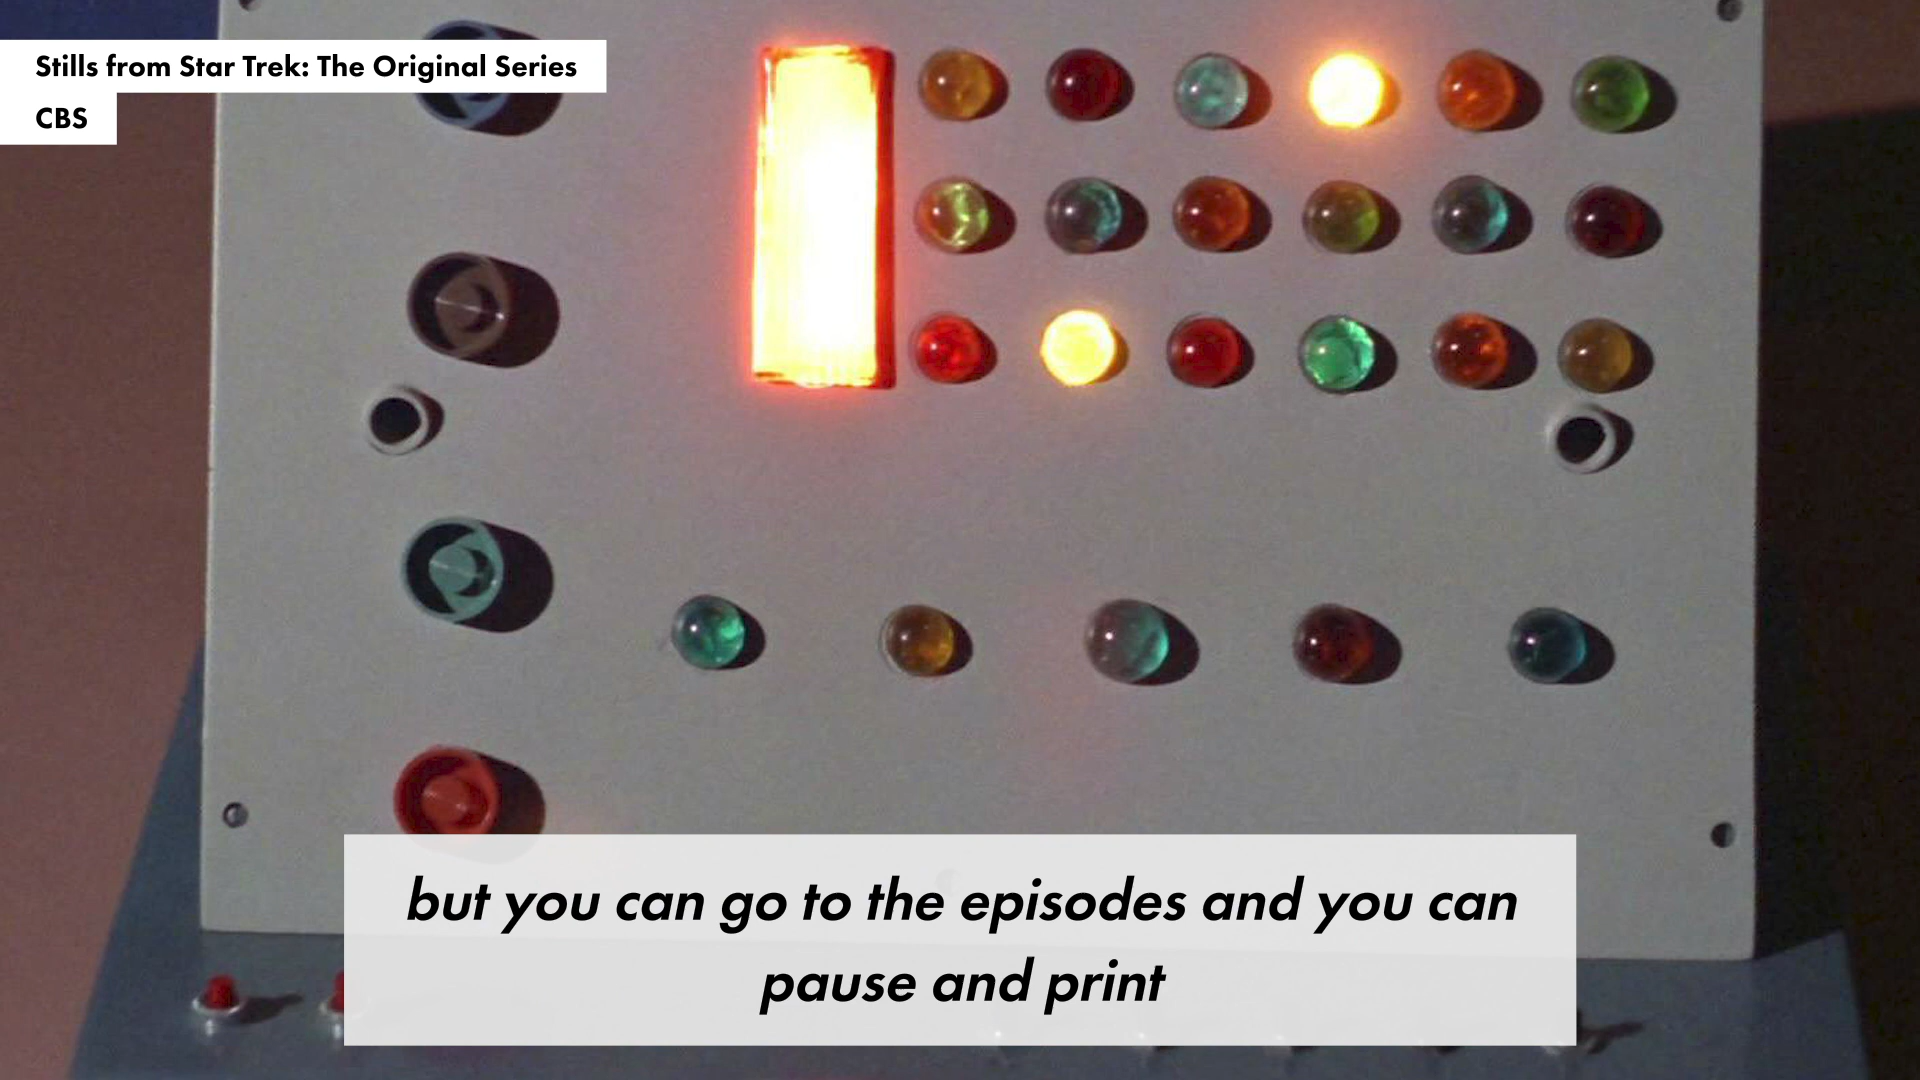 Stills from Star Trek: The Original Series
CBS
but you can go to the episodes and you can
pause and print